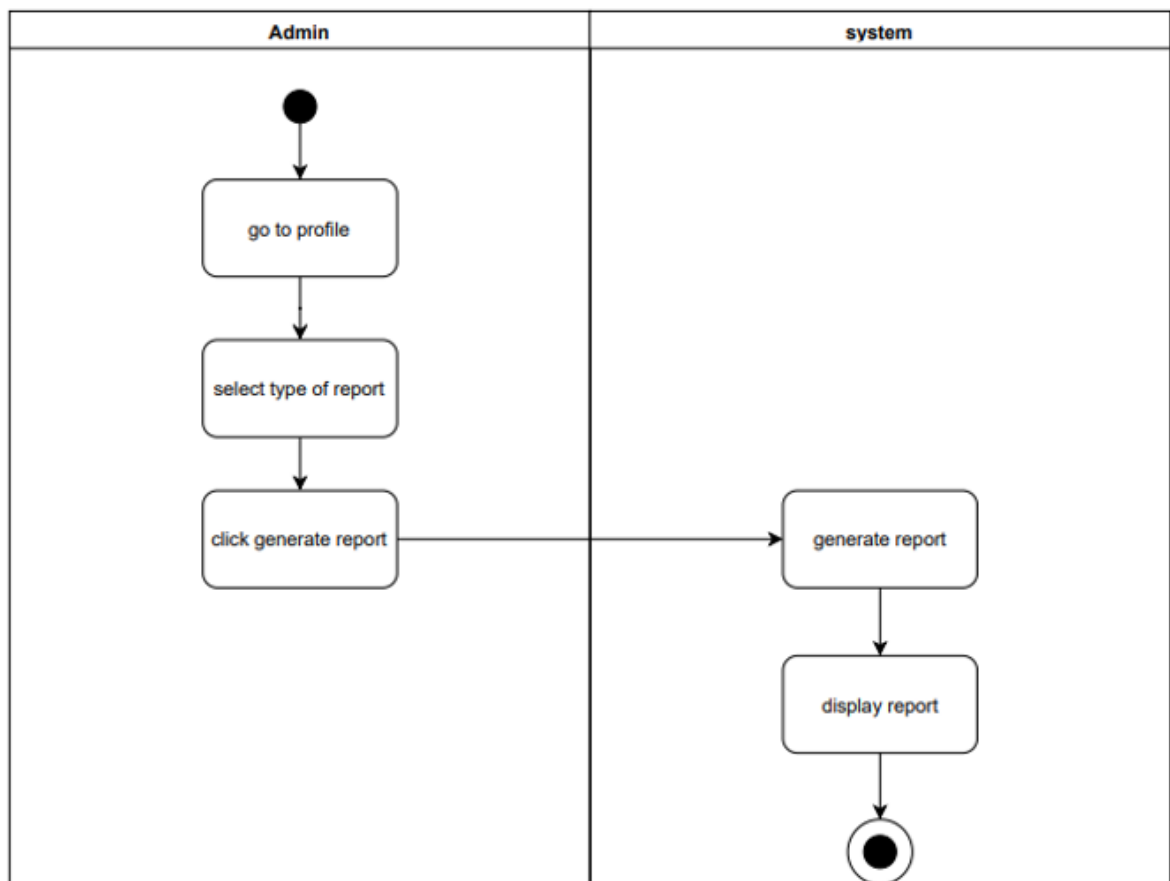 Admin
system
go to profile
select type of report
click generate report
generate report
display report